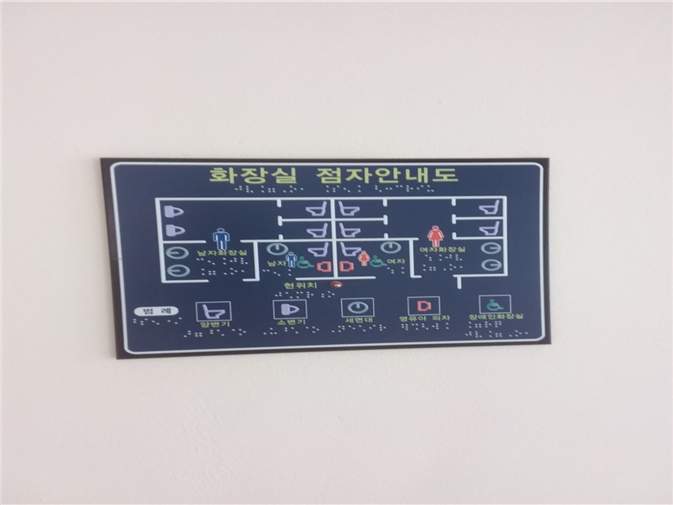 화장실 점자안내도
남자화장실
여자화장실
남자
여자
현위치
범례
양변기
소변기
세면대
영유아 의자
장애인화장실